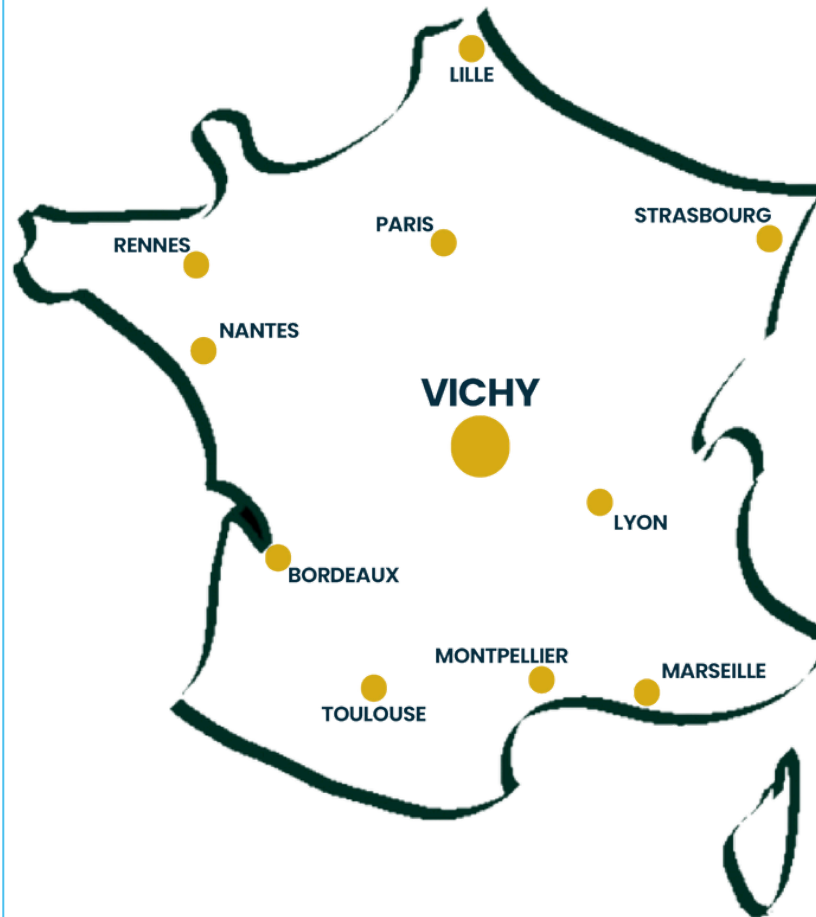 LILLE
PARIS
STRASBOURG
RENNES
NANTES
VICHY
LYON
BORDEAUX
MONTPELLIER
MARSEILLE
TOULOUSE